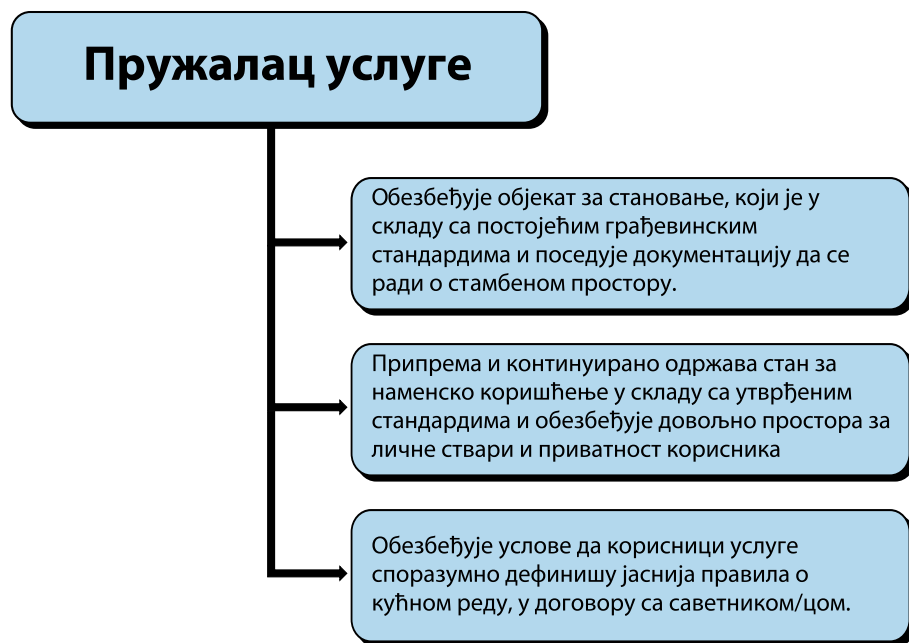 Пружалац услуге
Обезбеђује објекат за становање, који је у
складу са постојећим грађевинским
стандардима и поседује документацију да се
ради о стамбеном простору.
Припрема и континуирано одржава стан за
наменско коришћење у складу са утврђеним
стандардима и обезбеђује довољно простора за
личне ствари и приватност корисника
Обезбеђује услове да корисници услуге
споразумно дефинишу јаснија правила о
кућном реду, у договору са саветником/цом.